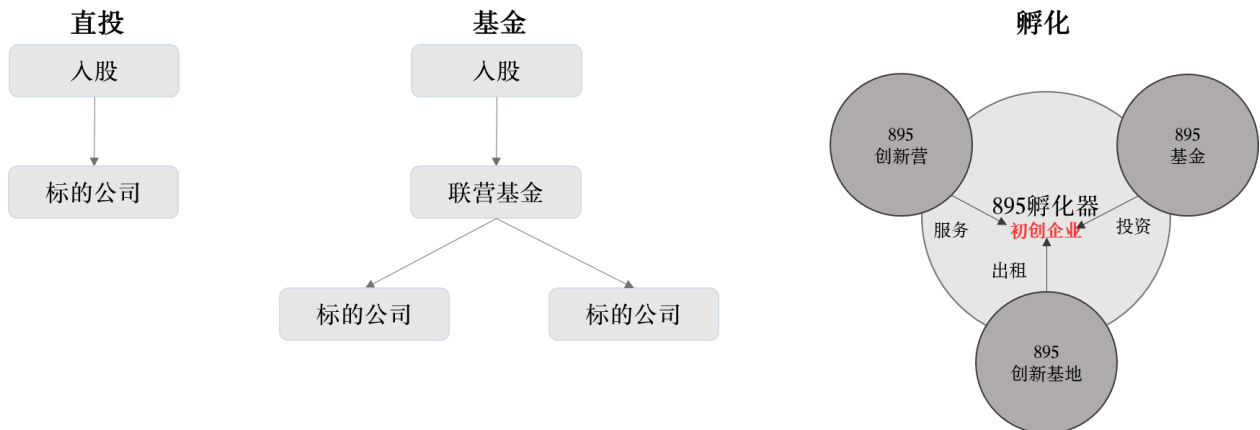 直投
入股
标的公司
基金
入股
联营基金
标的公司
标的公司
孵化
895
创新营
895
基金
895孵化器
初创企业
服务
投资
出租
895
创新基地